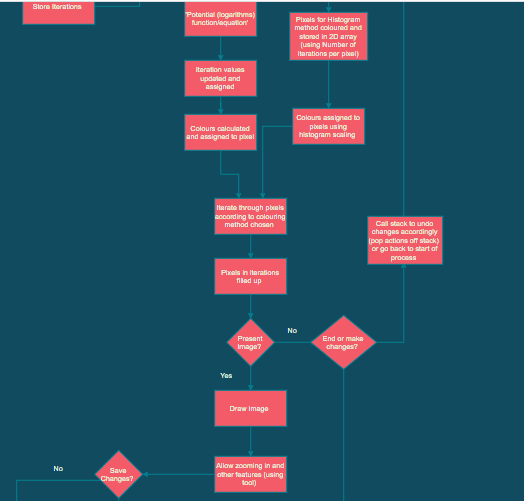 Store Iterations
'Potential (logarithms)
function/equation'
Pixels for Histogram
method coloured and
stored in 2D array
(using Number of
iterations per pixel)
Iteration values
updated and
assigned
Colours calculated
and assigned to pixel
Colours assigned to
pixels using
histogram scaling
Iterate through pixels
according to colouring
method chosen
Call stack to undo
changes accordingly
(pop actions off stack)
or go back to start of
process
Pixels in iterations
filled up
Present
Image?
No
End or make
changes?
Yes
Draw Image
Allow zooming in and
other features (using
tool)
No
Save
Changes?